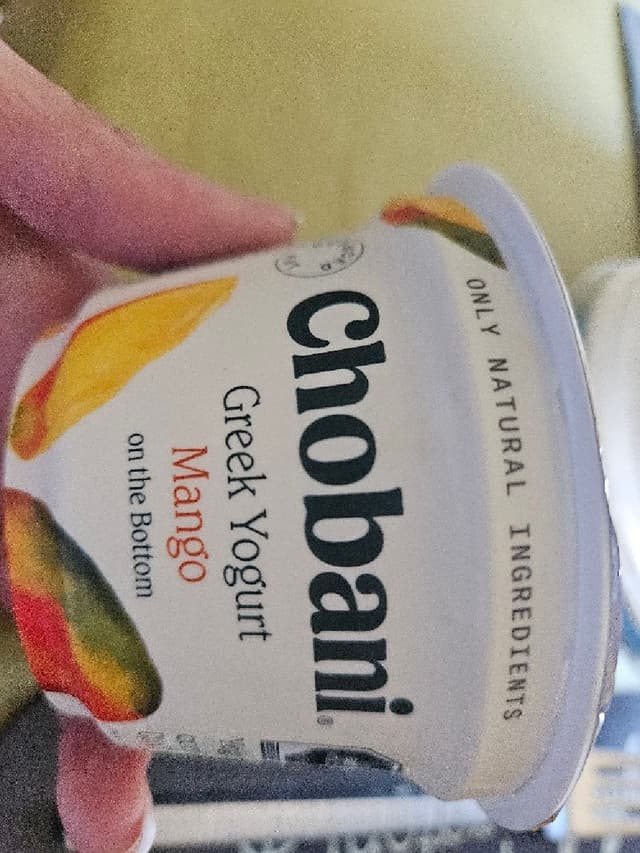 ONLY NATURAL INGREDIENTS
Chobani®
Greek Yogurt
Mango
on the Bottom